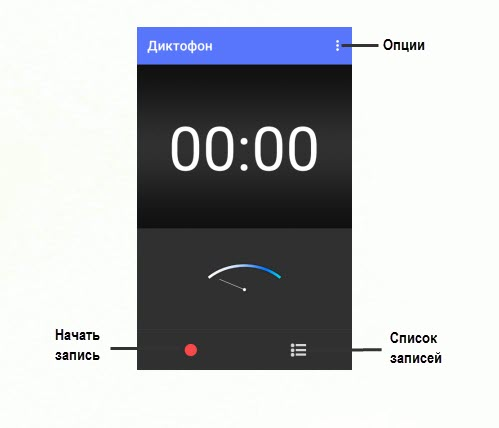 Диктофон
Опции
00:00
Начать
запись
Список
записей